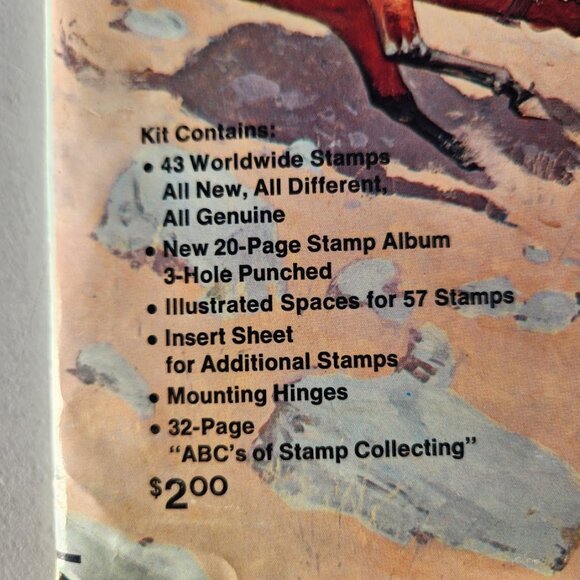 Kit Contains:
• 43 Worldwide Stamps
All New, All Different,
All Genuine
• New 20-Page Stamp Album
3-Hole Punched
• Illustrated Spaces for 57 Stamps
• Insert Sheet
for Additional Stamps
• Mounting Hinges
• 32-Page
“ABC's of Stamp Collecting”
$2.00